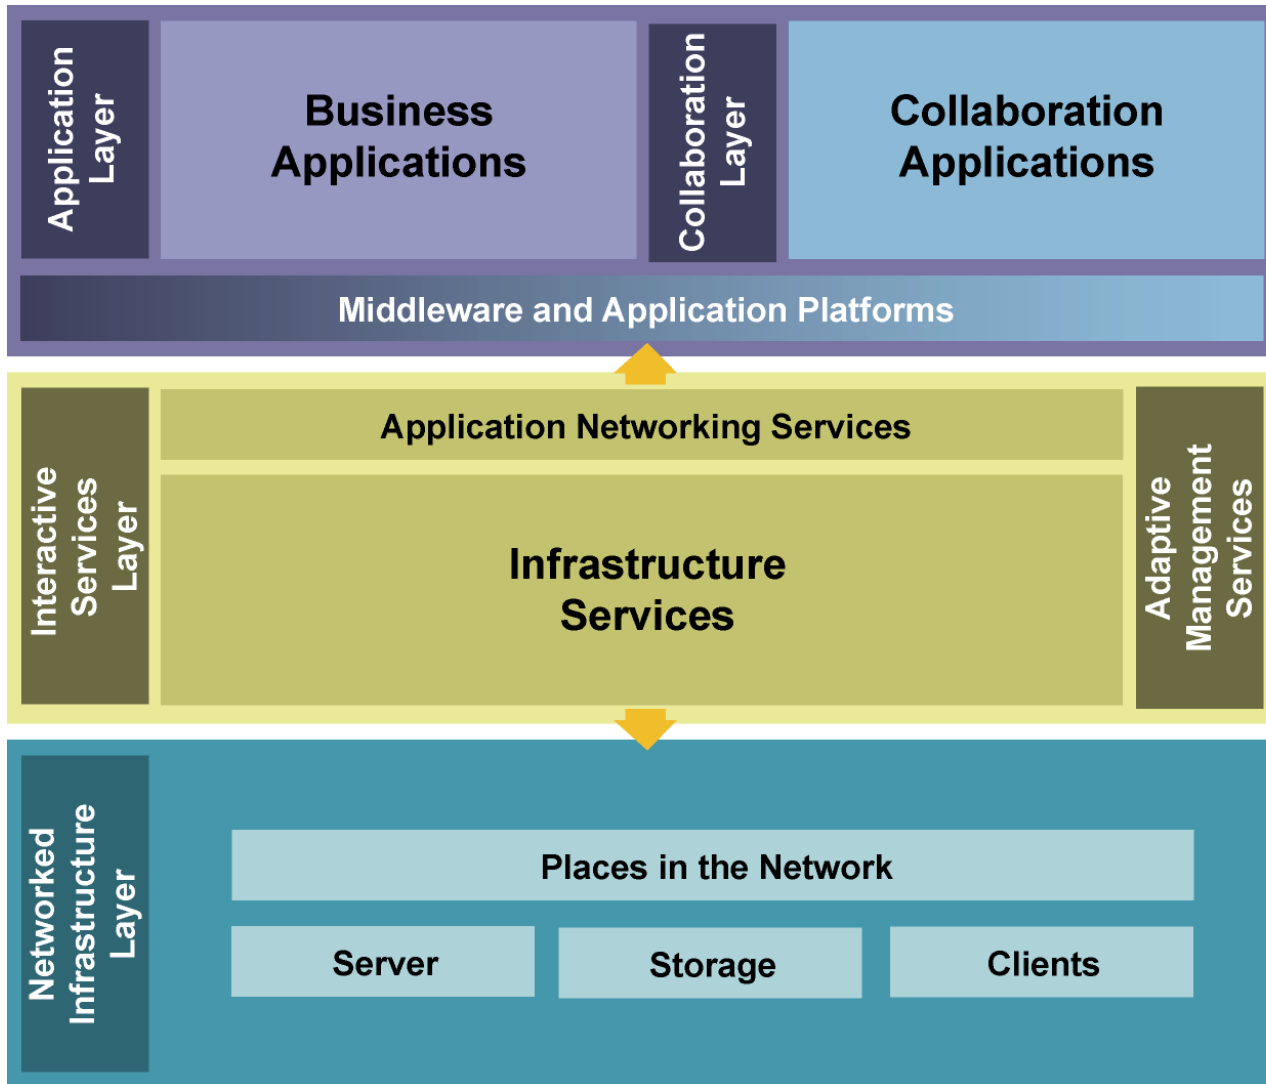 Application
Layer
Business
Applications
Collaboration
Layer
Collaboration
Applications
Middleware and Application Platforms
Interactive
Services
Layer
Application Networking Services
Infrastructure
Services
Adaptive
Management
Services
Networked
Infrastructure
Layer
Places in the Network
Server
Storage
Clients